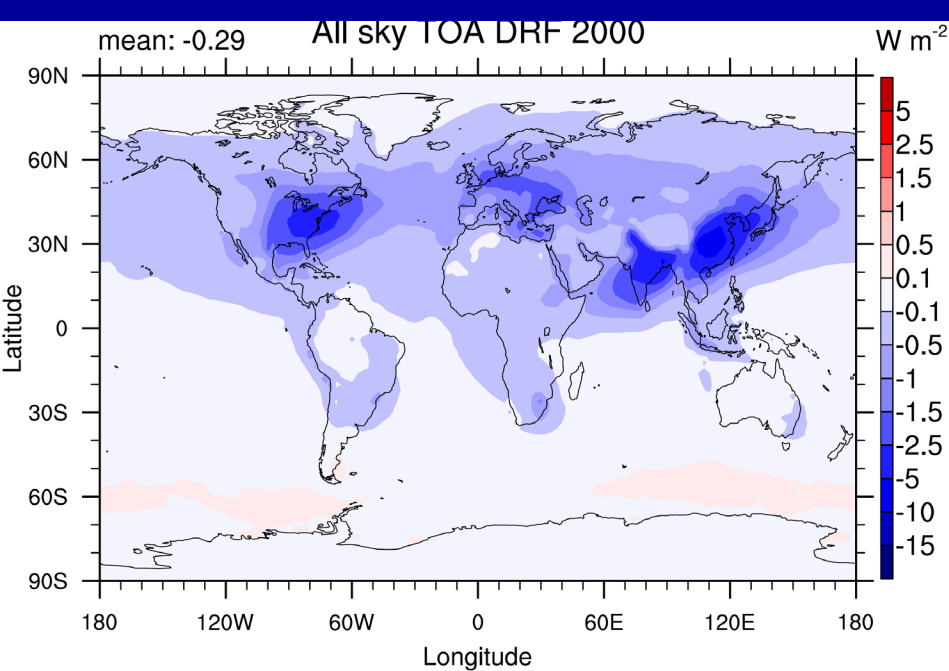 mean: -0.29 All sky TOA DRF 2000 W m-2
90N
60N
30N
0
30S
60S
90S
Latitude
180 120W 60W 0 60E 120E 180
Longitude
5
2.5
1.5
1
0.5
0.1
-0.1
-0.5
-1
-1.5
-2.5
-5
-10
-15